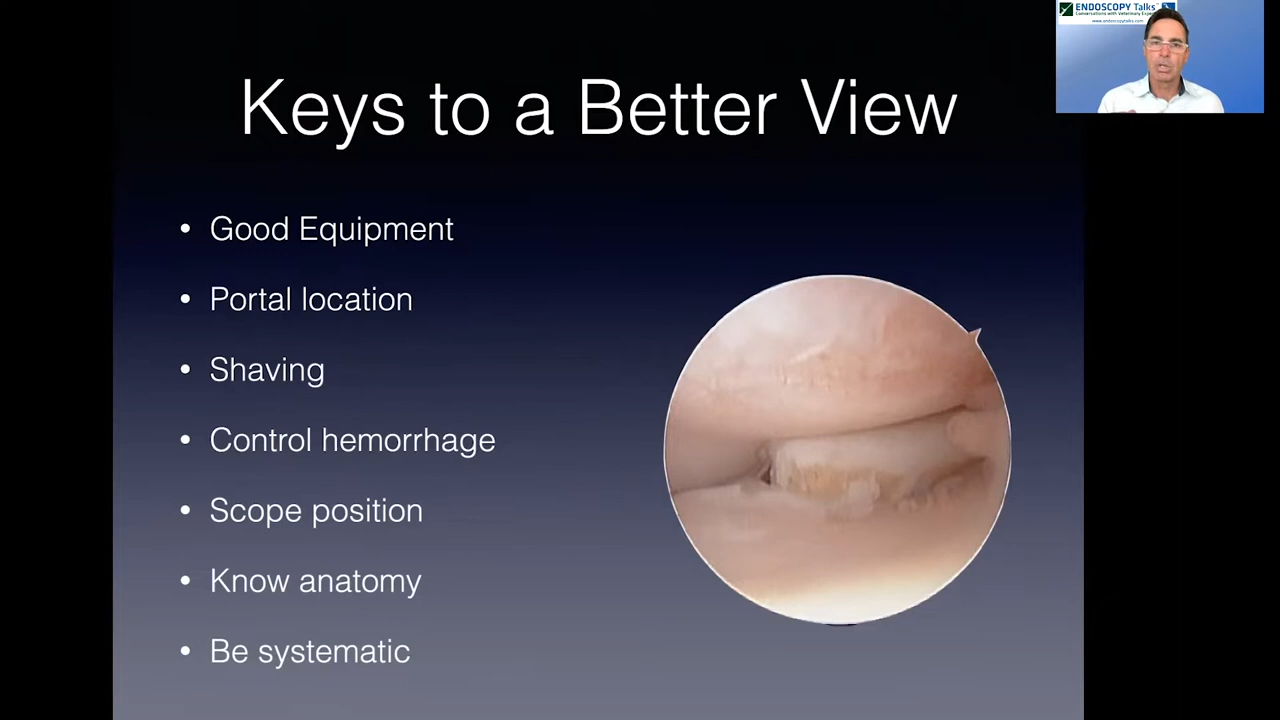 ENDOSCOPY Talks
Conversations with Veterinary
www.endoscopytalks.com
Keys to a Better View
• Good Equipment
• Portal location
• Shaving
• Control hemorrhage
• Scope position
• Know anatomy
• Be systematic